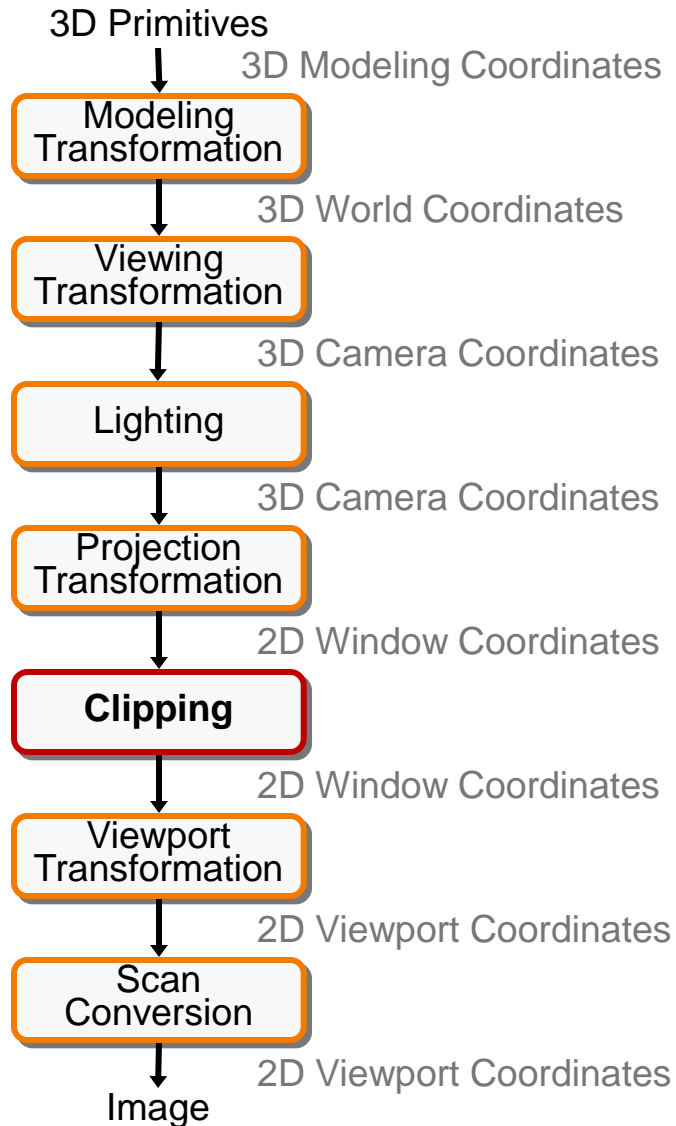 3D Primitives
3D Modeling Coordinates
Modeling
Transformation
3D World Coordinates
Viewing
Transformation
3D Camera Coordinates
Lighting
3D Camera Coordinates
Projection
Transformation
2D Window Coordinates
Clipping
2D Window Coordinates
Viewport
Transformation
2D Viewport Coordinates
Scan
Conversion
2D Viewport Coordinates
Image